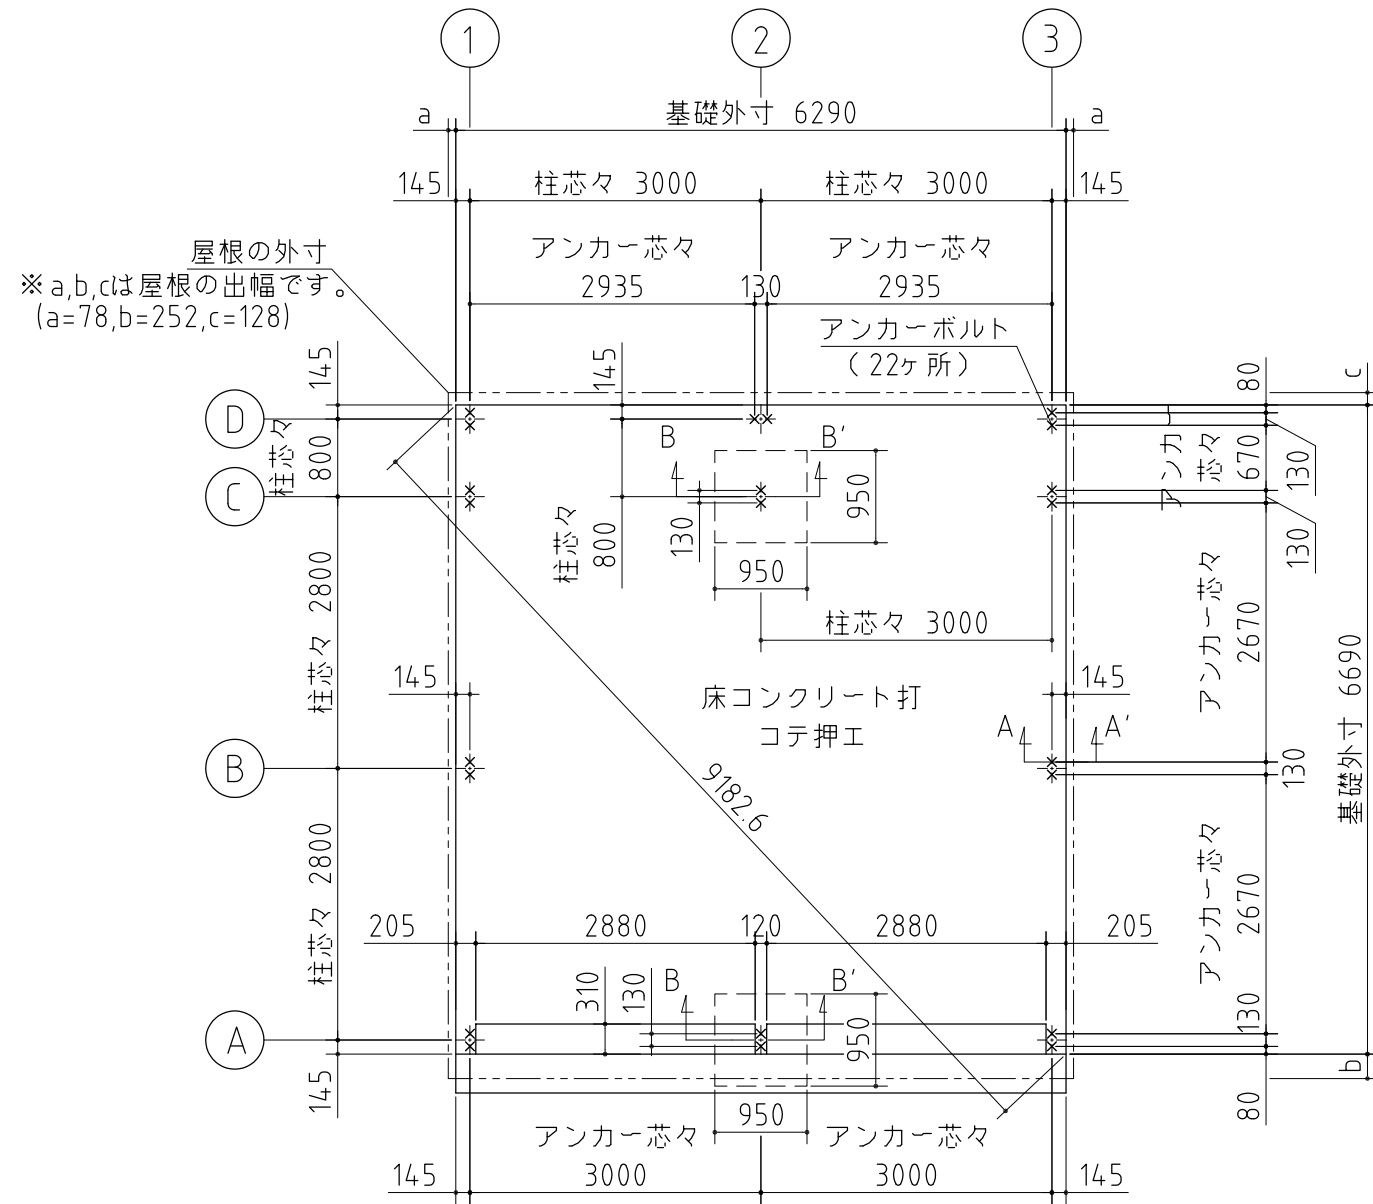 1
2
3
a
基礎外寸 6290
a
145
柱芯々 3000
柱芯々 3000
145
屋根の外寸
※a,b,cは屋根の出幅です。
(a=78,b=252,c=128)
アンカー芯々
アンカー芯々
2935
130
2935
アンカーボルト
(22ヶ所)
145
145
80
c
D
柱芯々
800
B
B'
アンカ
芯々
670
130
C
130
950
柱芯々
800
950
130
柱芯々 2800
柱芯々 3000
アンカー芯々
2670
145
145
床コンクリート打
コテ押エ
A
A'
基礎外寸 6690
B
130
9182.6
柱芯々 2800
アンカー芯々
2670
205
2880
120
2880
205
310
130
B
B'
950
130
A
145
b
80
950
アンカー芯々
アンカー芯々
145
3000
3000
145